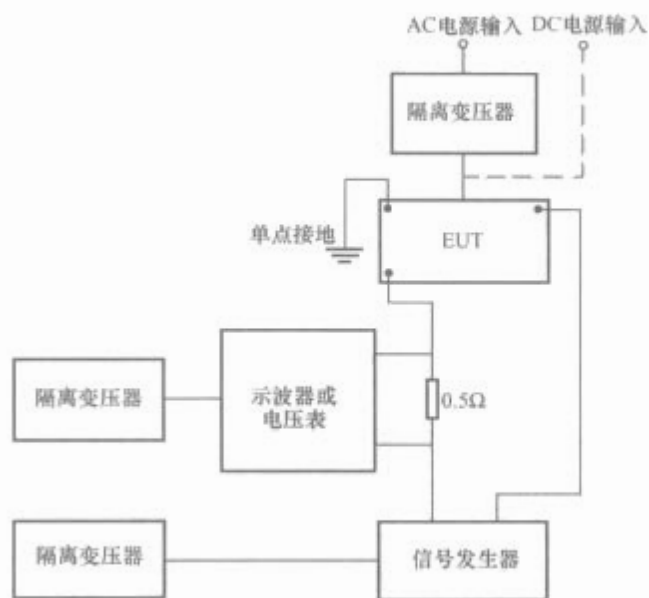 AC电源输入 DC电源输入
隔离变压器
单点接地
EUT
隔离变压器
示波器或
电压表
0.5Ω
隔离变压器
信号发生器